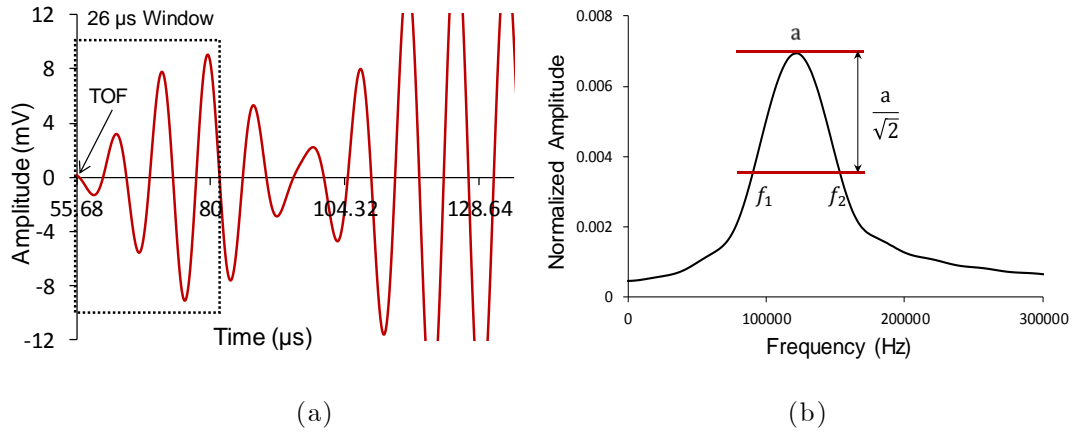 26 µs Window
12
8
4
0
-4
-8
-12
TOF
55.68
80
104.32
128.64
Amplitude (mV)
Time (µs)
(a)
0.008
0.006
0.004
0.002
0
a
a
√2
f₁
f₂
0
100000
200000
300000
Normalized Amplitude
Frequency (Hz)
(b)